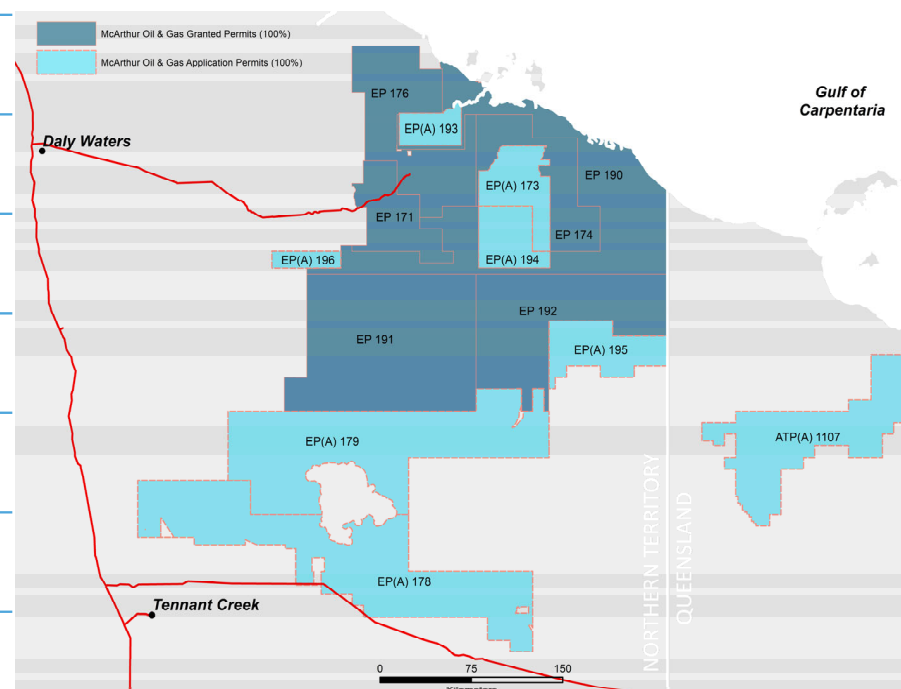 McArthur Oil & Gas Granted Permits (100%)
McArthur Oil & Gas Application Permits (100%)
Gulf of
Carpentaria
EP 176
EP(A) 193
Daly Waters
EP(A) 173
EP 190
EP 171
EP 174
EP(A) 196
EP(A) 194
EP 192
EP 191
EP(A) 195
EP(A) 179
ATP(A) 1107
NORTHERN TERRITORY
QUEENSLAND
EP(A) 178
Tennant Creek
0 75 150
Kilometers